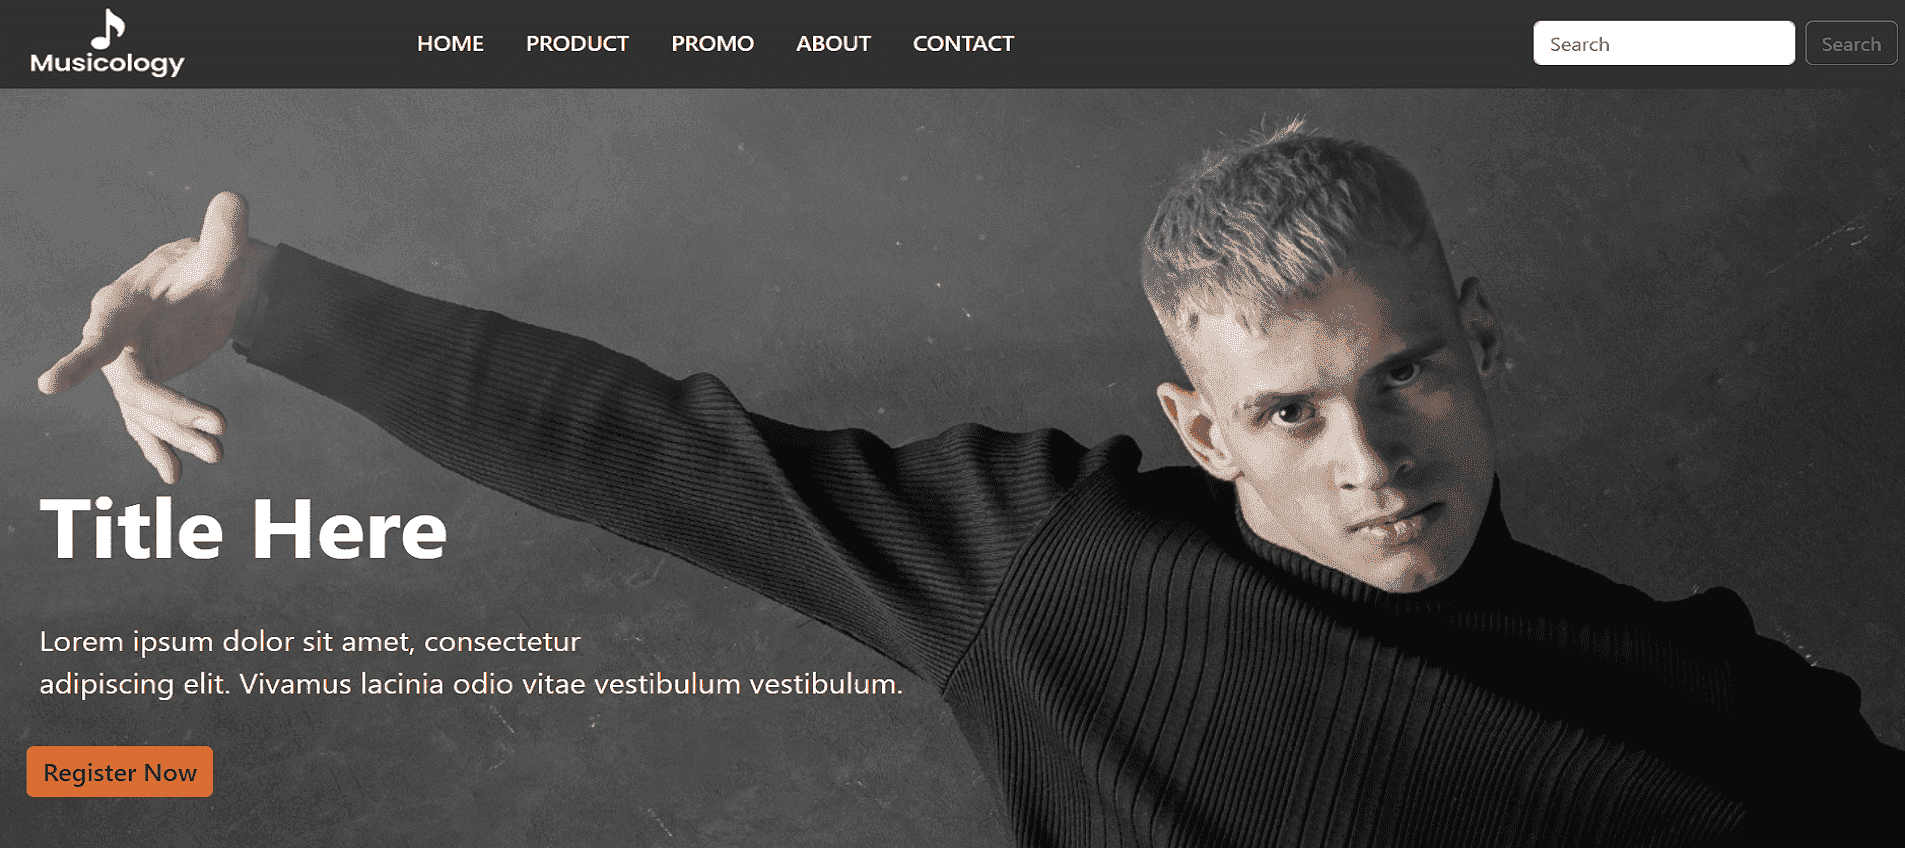 Musicology
HOME PRODUCT PROMO ABOUT CONTACT
Search Search
Title Here
Lorem ipsum dolor sit amet, consectetur
adipiscing elit. Vivamus lacinia odio vitae vestibulum vestibulum.
Register Now